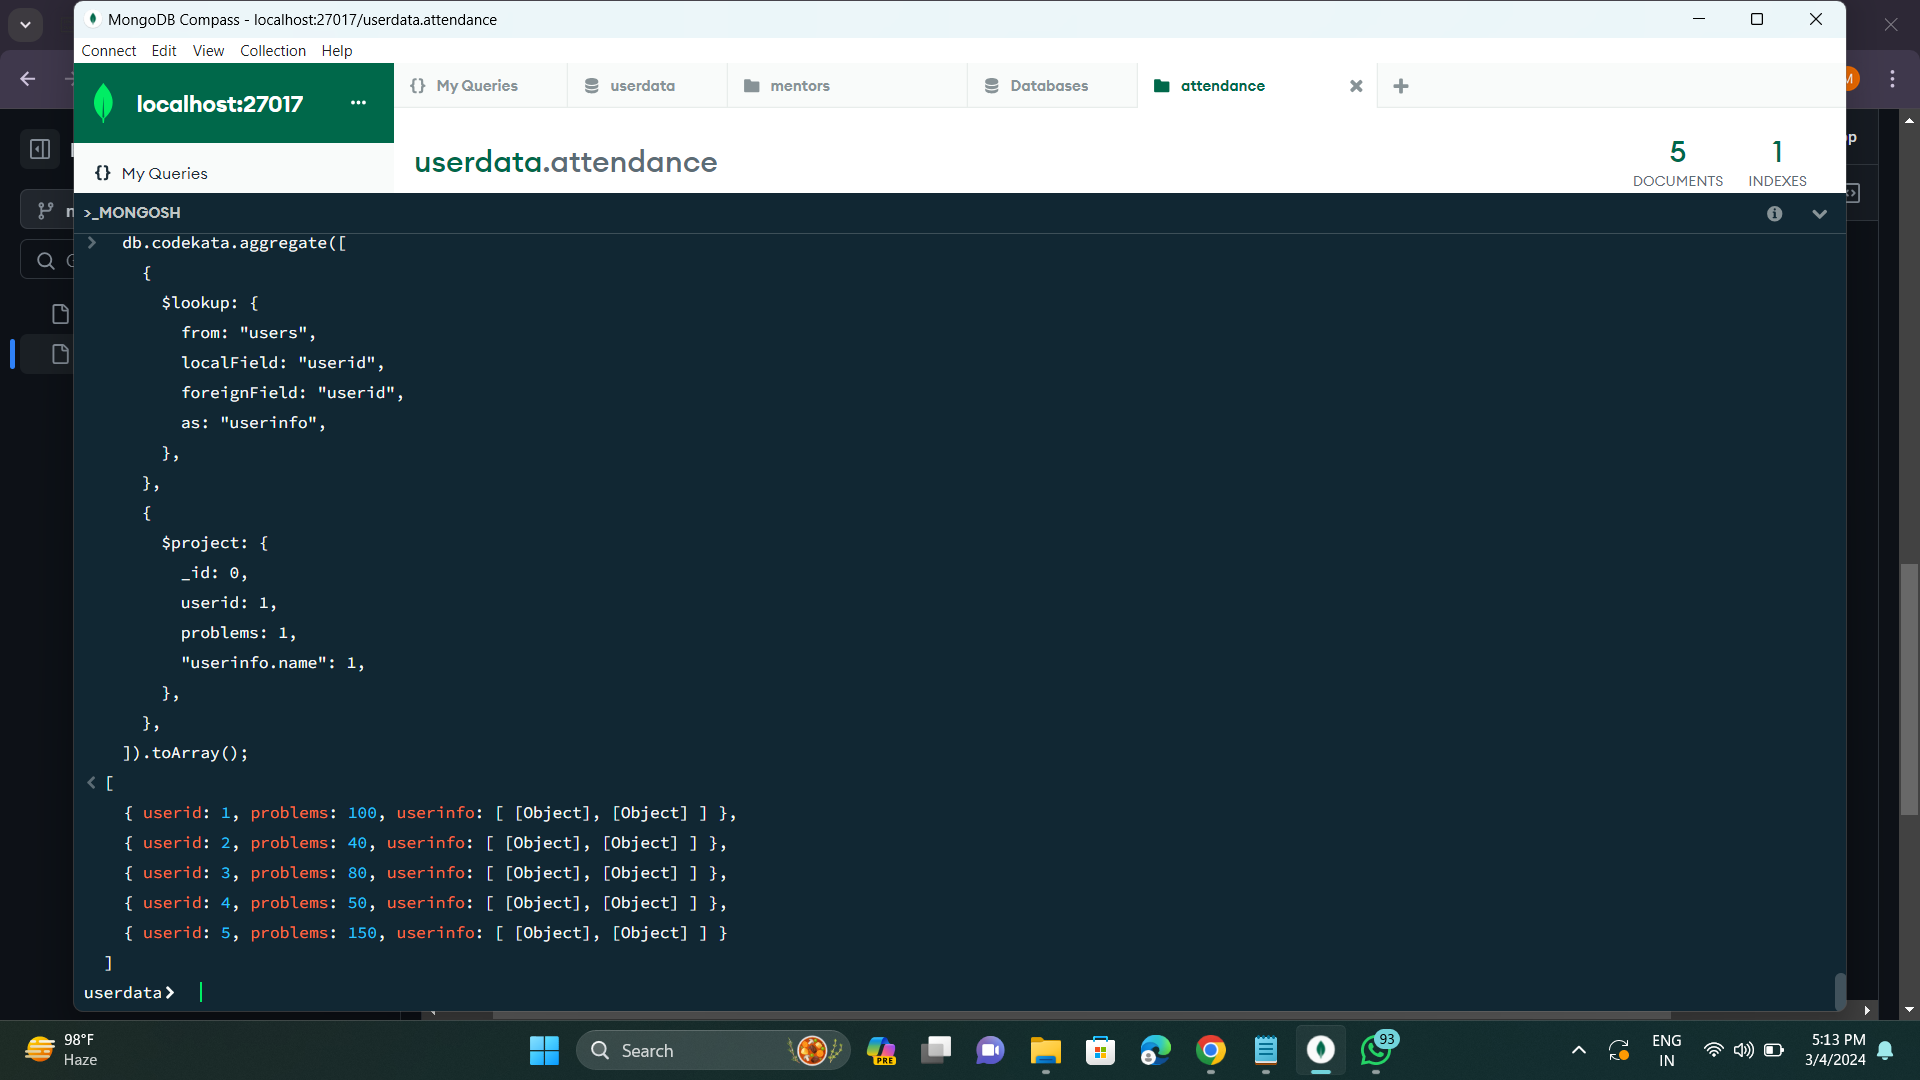 MongoDB Compass - localhost:27017/userdata.attendance
Connect Edit View Collection Help
localhost:27017 ...
{} My Queries
userdata
mentors
Databases
attendance
{} My Queries
userdata.attendance
5
DOCUMENTS
1
INDEXES
>_MONGOSH
db.codekata.aggregate([
{
$lookup: {
from: "users",
localField: "userid",
foreignField: "userid",
as: "userinfo",
},
},
{
$project: {
_id: 0,
userid: 1,
problems: 1,
"userinfo.name": 1,
},
},
]).toArray();
[
{ userid: 1, problems: 100, userinfo: [ [Object], [Object] ] },
{ userid: 2, problems: 40, userinfo: [ [Object], [Object] ] },
{ userid: 3, problems: 80, userinfo: [ [Object], [Object] ] },
{ userid: 4, problems: 50, userinfo: [ [Object], [Object] ] },
{ userid: 5, problems: 150, userinfo: [ [Object], [Object] ] }
]
userdata>
98°F
Haze
Search
PRE
93
ENG
IN
5:13 PM
3/4/2024